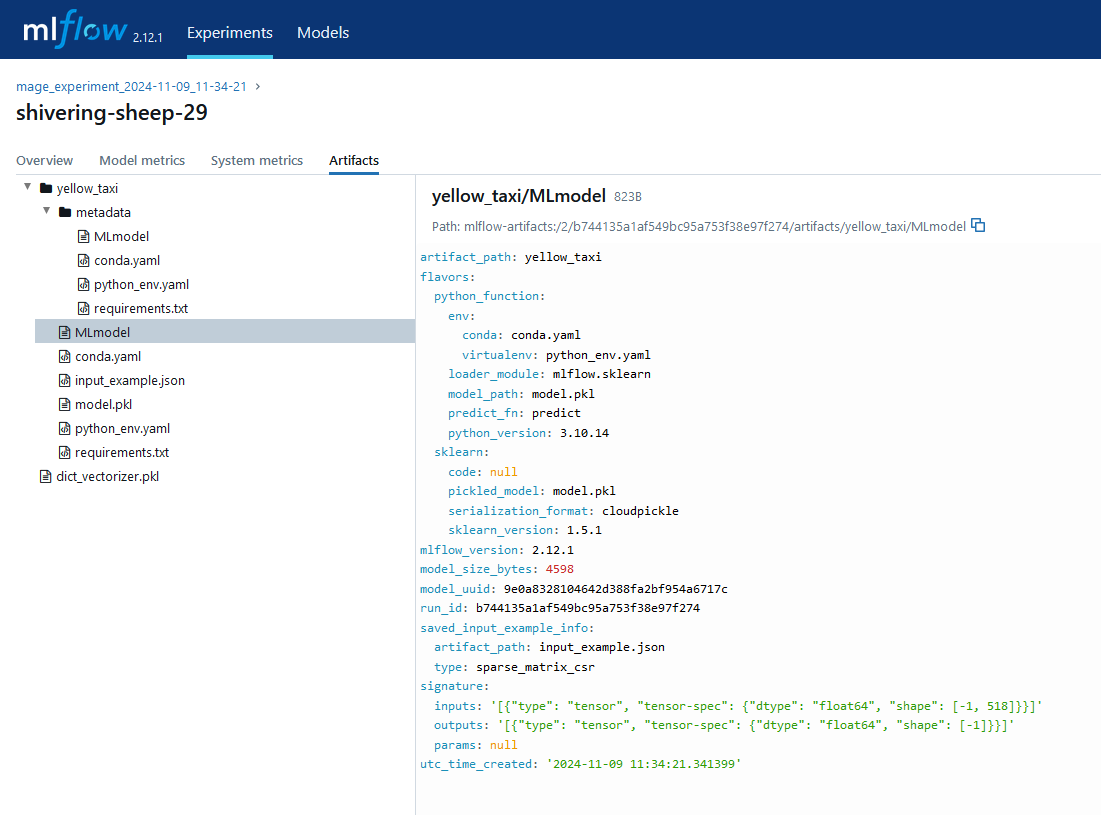 mlflow 2.12.1 Experiments Models
mage_experiment_2024-11-09_11-34-21 >
shivering-sheep-29
Overview Model metrics System metrics Artifacts
yellow_taxi
metadata
MLmodel
conda.yaml
python_env.yaml
requirements.txt
MLmodel
conda.yaml
input_example.json
model.pkl
python_env.yaml
requirements.txt
dict_vectorizer.pkl
yellow_taxi/MLmodel 823B
Path: mlflow-artifacts:/2/b744135a1af549bc95a753f38e97f274/artifacts/yellow_taxi/MLmodel
artifact_path: yellow_taxi
flavors:
  python_function:
    env:
      conda: conda.yaml
      virtualenv: python_env.yaml
    loader_module: mlflow.sklearn
    model_path: model.pkl
    predict_fn: predict
    python_version: 3.10.14
  sklearn:
    code: null
    pickled_model: model.pkl
    serialization_format: cloudpickle
    sklearn_version: 1.5.1
mlflow_version: 2.12.1
model_size_bytes: 4598
model_uuid: 9e0a8328104642d388fa2bf954a6717c
run_id: b744135a1af549bc95a753f38e97f274
saved_input_example_info:
  artifact_path: input_example.json
  type: sparse_matrix_csr
signature:
  inputs: '[{"type": "tensor", "tensor-spec": {"dtype": "float64", "shape": [-1, 518]}}]'
  outputs: '[{"type": "tensor", "tensor-spec": {"dtype": "float64", "shape": [-1]}}]'
  params: null
utc_time_created: '2024-11-09 11:34:21.341399'